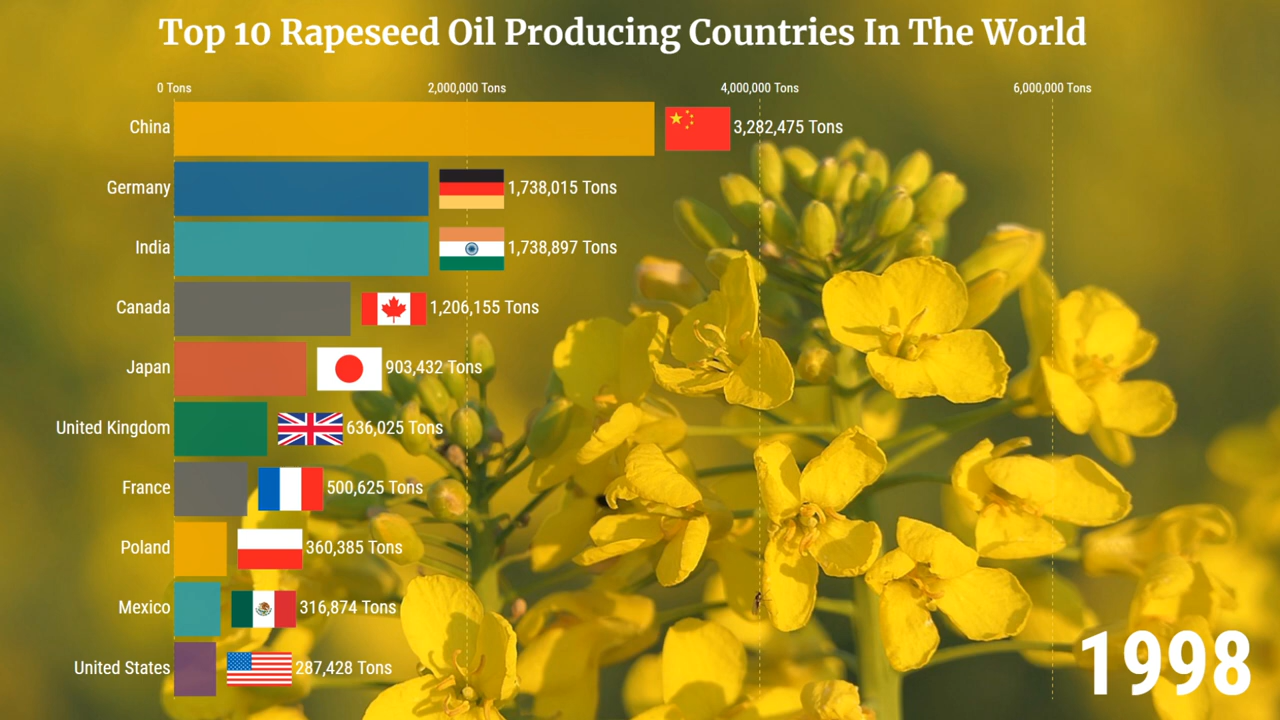 Top 10 Rapeseed Oil Producing Countries In The World
0 Tons 2,000,000 Tons 4,000,000 Tons 6,000,000 Tons
China 3,282,475 Tons
Germany 1,738,015 Tons
India 1,738,897 Tons
Canada 1,206,155 Tons
Japan 903,432 Tons
United Kingdom 636,025 Tons
France 500,625 Tons
Poland 360,385 Tons
Mexico 316,874 Tons
United States 287,428 Tons
1998